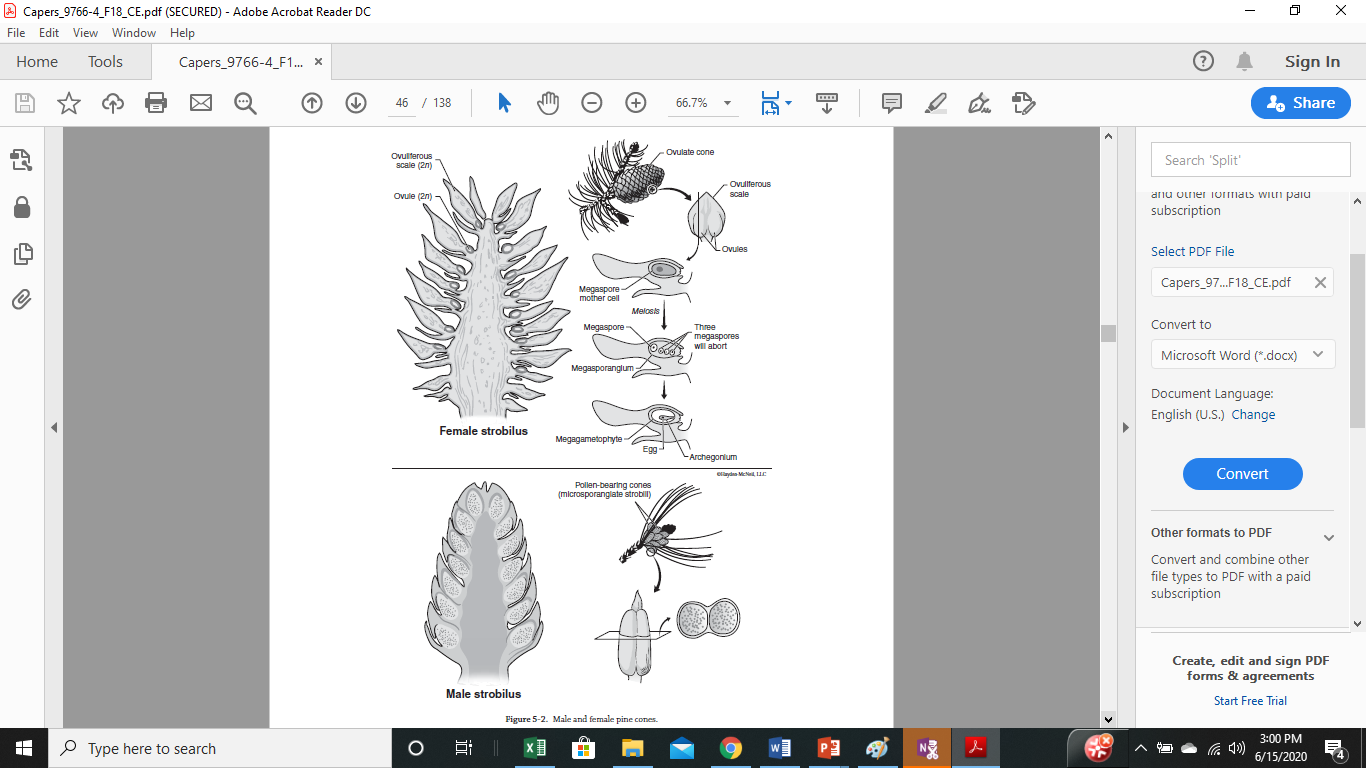 Capers_9766-4_F18_CE.pdf (SECURED) - Adobe Acrobat Reader DC
File Edit View Window Help
Home Tools Capers_9766-4_F1... × Sign In
46 / 138 66.7% Share
Ovuliferous
scale (2n)
Ovule (2n)
Female strobilus
Ovulate cone
Ovuliferous
scale
Ovules
Megaspore
mother cell
Meiosis
Megaspore
Three
megaspores
will abort
Megasporangium
Megagametophyte
Egg
Archegonium
©Hayden-McNeil, LLC
Pollen-bearing cones
(microsporangiate strobili)
Male strobilus
Figure 5-2. Male and female pine cones.
Search 'Split'
and other formats with paid
subscription
Select PDF File
Capers_97...F18_CE.pdf
Convert to
Microsoft Word (*.docx)
Document Language:
English (U.S.) Change
Convert
Other formats to PDF
Convert and combine other
file types to PDF with a paid
subscription
Create, edit and sign PDF
forms & agreements
Start Free Trial
Type here to search
3:00 PM
6/15/2020
4